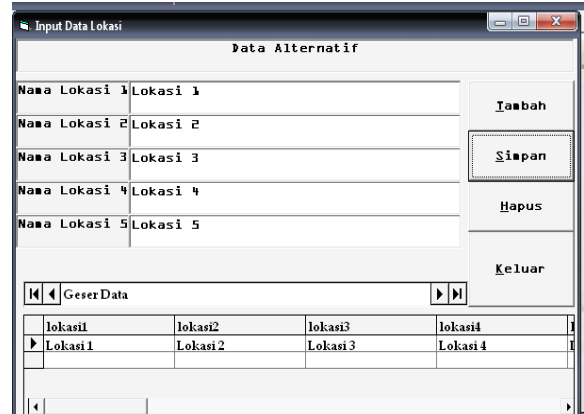 Input Data Lokasi
Data Alternatif
Nama Lokasi 1 Lokasi 1
Nama Lokasi 2 Lokasi 2
Nama Lokasi 3 Lokasi 3
Nama Lokasi 4 Lokasi 4
Nama Lokasi 5 Lokasi 5
Tambah
Simpan
Hapus
Keluar
Geser Data
lokasi1 lokasi2 lokasi3 lokasi4
Lokasi 1 Lokasi 2 Lokasi 3 Lokasi 4